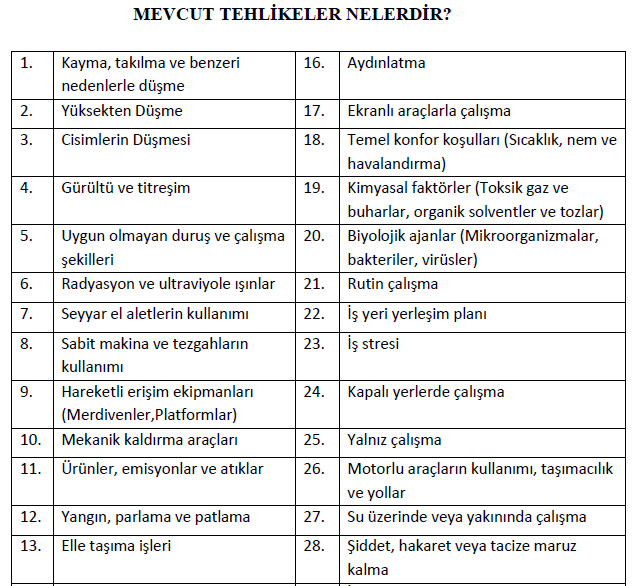 MEVCUT TEHLİKELER NELERDİR?
1. Kayma, takılma ve benzeri
nedenlerle düşme
16. Aydınlatma
2. Yüksekten Düşme
17. Ekranlı araçlarla çalışma
3. Cisimlerin Düşmesi
18. Temel konfor koşulları (Sıcaklık, nem ve
havalandırma)
4. Gürültü ve titreşim
19. Kimyasal faktörler (Toksik gaz ve
buharlar, organik solventler ve tozlar)
5. Uygun olmayan duruş ve çalışma
şekilleri
20. Biyolojik ajanlar (Mikroorganizmalar,
bakteriler, virüsler)
6. Radyasyon ve ultraviyole ışınlar
21. Rutin çalışma
7. Seyyar el aletlerin kullanımı
22. İş yeri yerleşim planı
8. Sabit makina ve tezgahların
kullanımı
23. İş stresi
9. Hareketli erişim ekipmanları
(Merdivenler,Platformlar)
24. Kapalı yerlerde çalışma
10. Mekanik kaldırma araçları
25. Yalnız çalışma
11. Ürünler, emisyonlar ve atıklar
26. Motorlu araçların kullanımı, taşımacılık
ve yollar
12. Yangın, parlama ve patlama
27. Su üzerinde veya yakınında çalışma
13. Elle taşıma işleri
28. Şiddet, hakaret veya tacize maruz
kalma